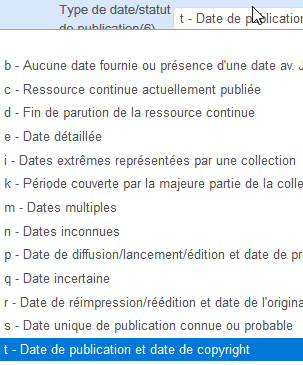 Type de date/statut
de publication(6)
t - Date de publication
b - Aucune date fournie ou présence d'une date av. J
c - Ressource continue actuellement publiée
d - Fin de parution de la ressource continue
e - Date détaillée
i - Dates extrêmes représentées par une collection
k - Période couverte par la majeure partie de la colle
m - Dates multiples
n - Dates inconnues
p - Date de diffusion/lancement/édition et date de pr
q - Date incertaine
r - Date de réimpression/réédition et date de l'origina
s - Date unique de publication connue ou probable
t - Date de publication et date de copyright